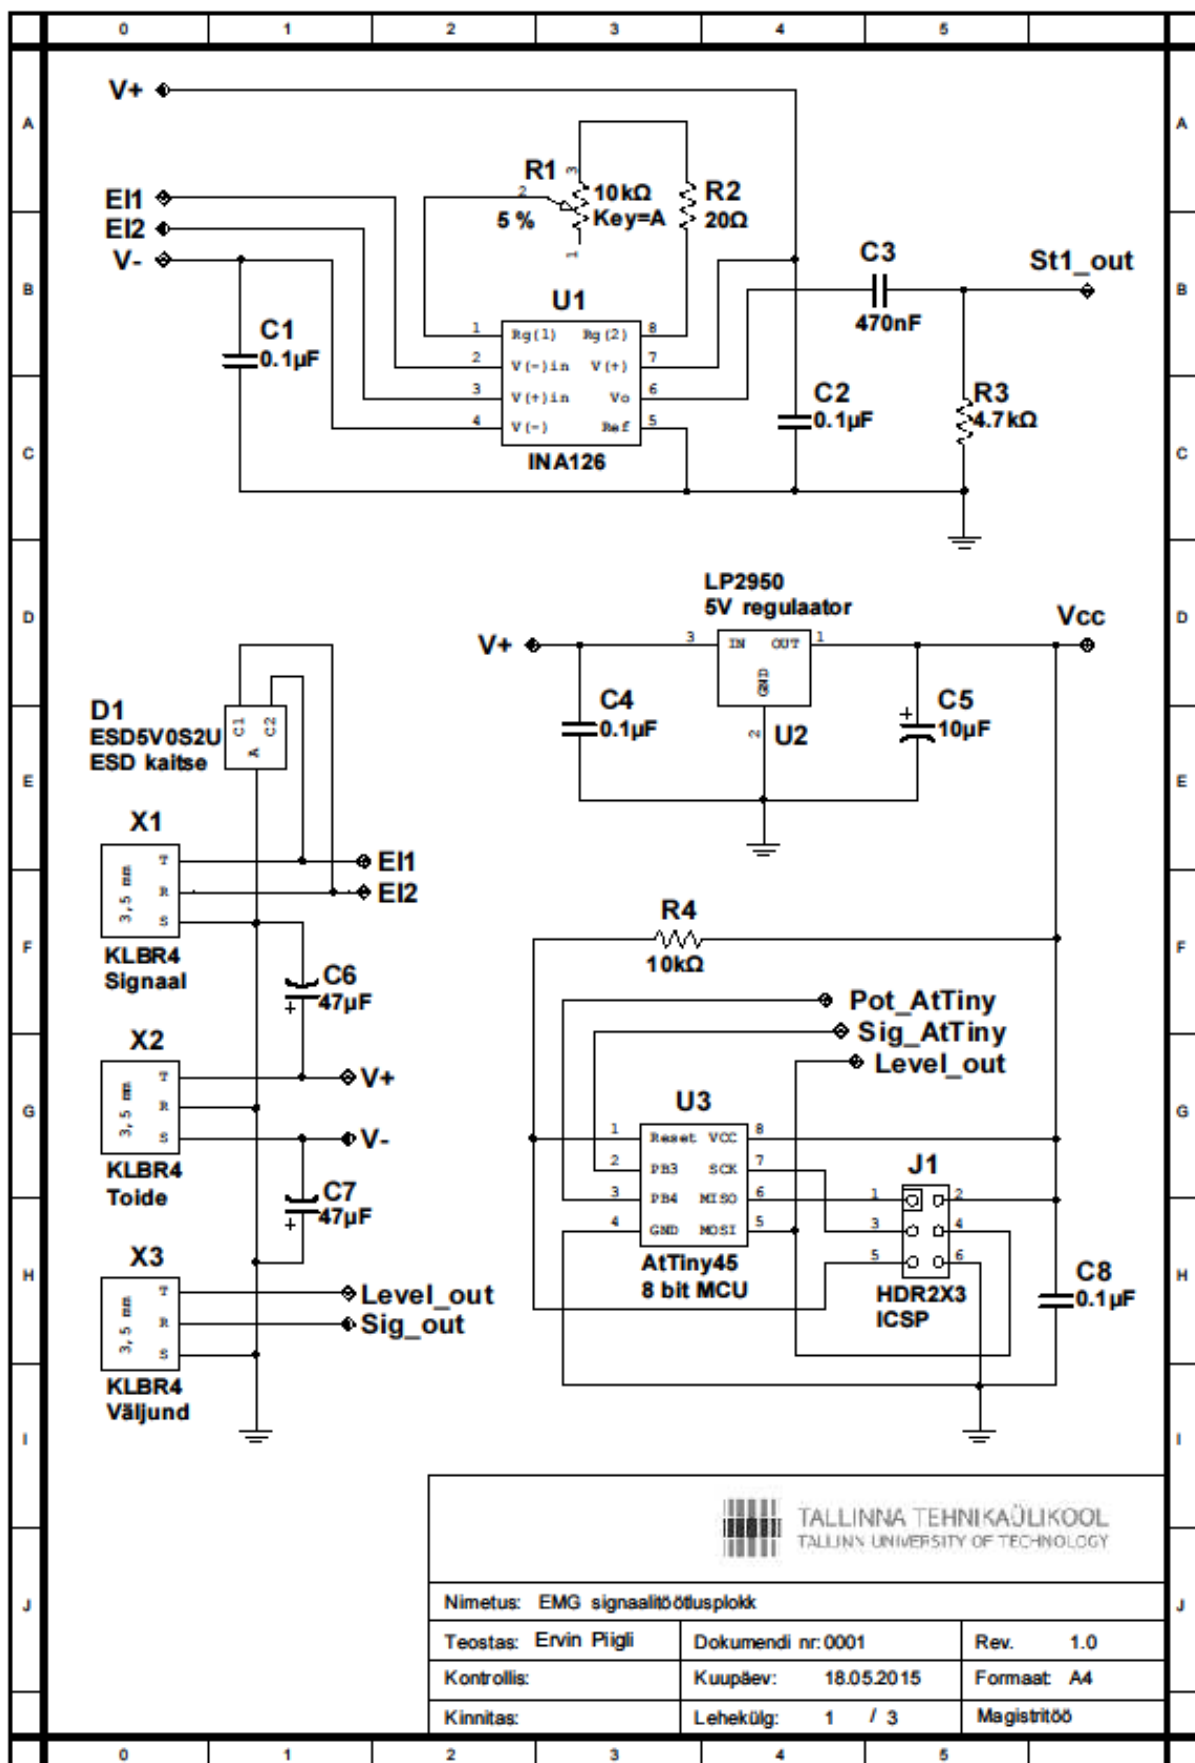 0 1 2 3 4 5
A A
B B
C C
D D
E E
F F
G G
H H
I I
J J
V+
El1
El2
V-
R1
3
2
1
10kΩ
Key=A
5 %
R2
20Ω
C1
0.1µF
U1
1 Rg(1) Rg(2) 8
2 V(-)in V(+) 7
3 V(+)in Vo 6
4 V(-) Ref 5
INA126
C3
470nF
St1_out
C2
0.1µF
R3
4.7kΩ
LP2950
5V regulaator
V+
3 IN OUT 1
GND
2
U2
Vcc
C4
0.1µF
C5
+
10µF
D1
ESD5V0S2U
ESD kaitse
C1 C2
A
X1
3,5 mm
T
R
S
El1
El2
KLBR4
Signaal
C6
47µF
+
X2
3,5 mm
T
R
S
V+
V-
KLBR4
Toide
C7
47µF
+
X3
3,5 mm
T
R
S
Level_out
Sig_out
KLBR4
Väljund
R4
10kΩ
Pot_AtTiny
Sig_AtTiny
Level_out
U3
1 Reset VCC 8
2 PB3 SCK 7
3 PB4 MISO 6
4 GND MOSI 5
AtTiny45
8 bit MCU
J1
1 2
3 4
5 6
HDR2X3
ICSP
C8
0.1µF
TALLINNA TEHNIKAÜLIKOOL
TALLINN UNIVERSITY OF TECHNOLOGY
Nimetus: EMG signaalitöötlusplokk
Teostas: Ervin Piigli Dokumendi nr: 0001 Rev. 1.0
Kontrollis: Kuupäev: 18.05.2015 Formaat: A4
Kinnitas: Lehekülg: 1 / 3 Magistritöö
0 1 2 3 4 5